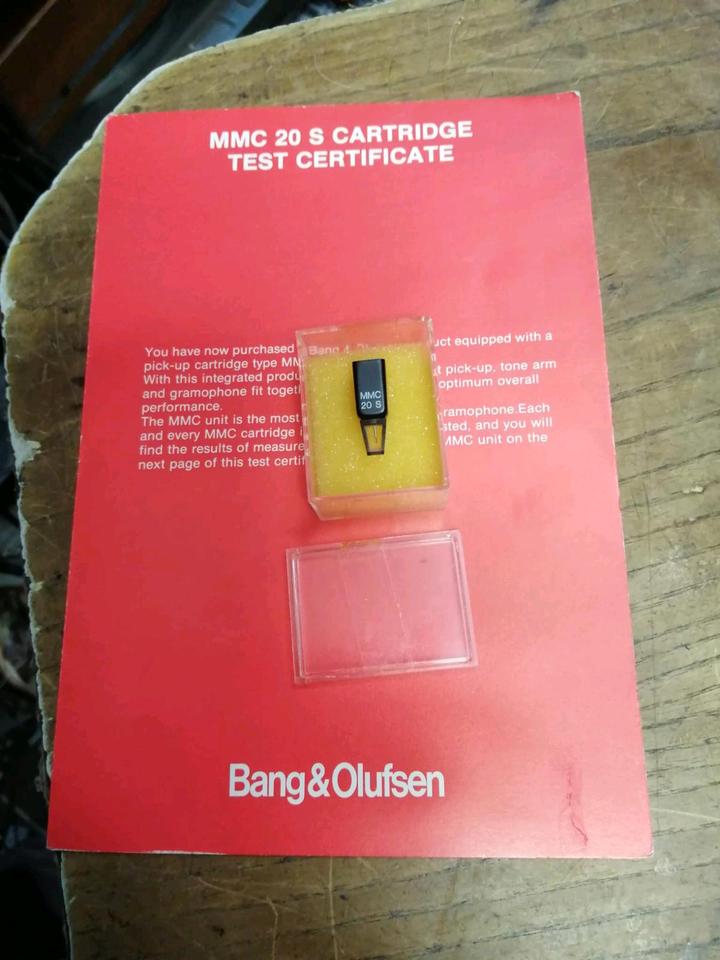 MMC 20 S CARTRIDGE
TEST CERTIFICATE
You have now purchased Bang & uct equipped with a
pick-up cartridge type MM
With this integrated produ t pick-up, tone arm
and gramophone fit toget optimum overall
performance.
The MMC unit is the most ramophone.Each
and every MMC cartridge sted, and you will
find the results of measure MMC unit on the
next page of this test certif
MMC
20 S
Bang&Olufsen